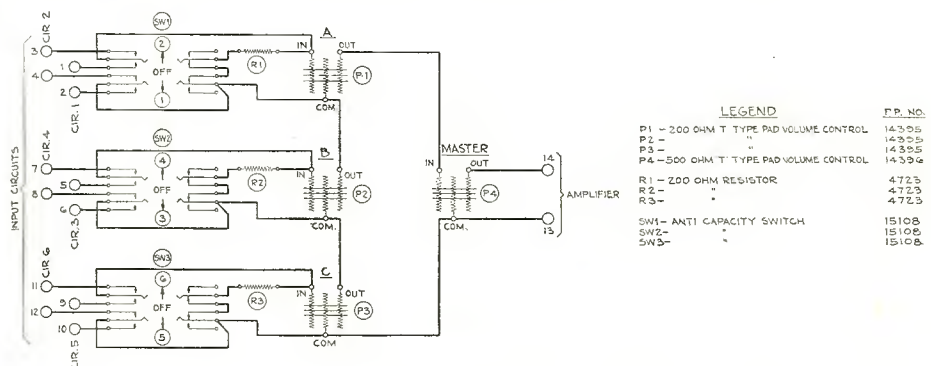 INPUT CIRCUITS
CIR 2
3
1
4
2
CIR. 1
SW1
2
OFF
1
R1
A
IN
OUT
P1
COM.
CIR. 4
7
5
8
6
CIR. 3
SW2
4
OFF
3
R2
B
IN
OUT
P2
COM.
CIR 6
11
9
12
10
CIR. 5
SW3
6
OFF
5
R3
C
IN
OUT
P3
COM
MASTER
IN
OUT
P4
COM.
14
13
AMPLIFIER
LEGEND
P1 - 200 OHM T TYPE PAD VOLUME CONTROL 14395
P2 - " 14395
P3 - " 14395
P4 - 500 OHM T TYPE PAD VOLUME CONTROL 14396
R1 - 200 OHM RESISTOR 4723
R2 - " 4723
R3 - " 4723
SW1 - ANTI CAPACITY SWITCH 15108
SW2 - " 15108
SW3 - " 15108